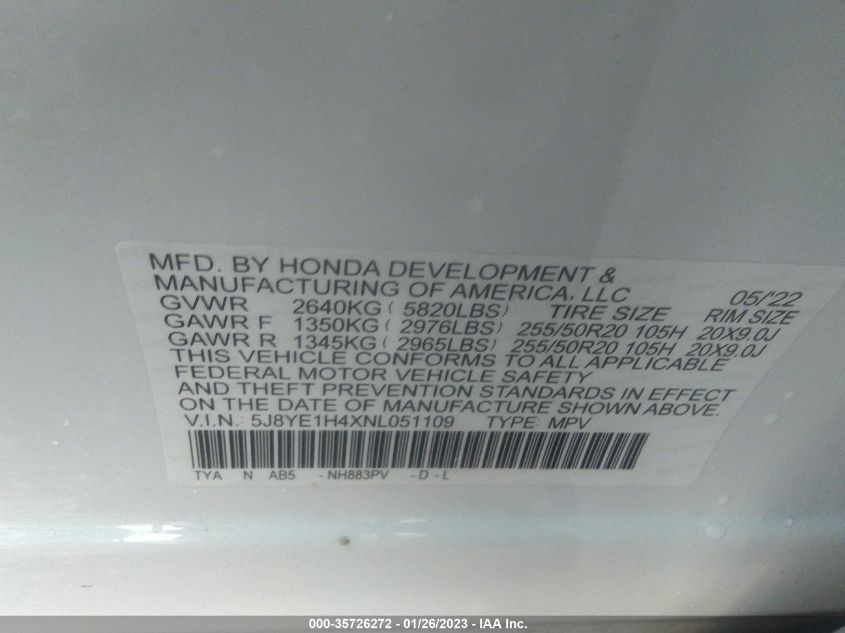 MFD. BY HONDA DEVELOPMENT &
MANUFACTURING OF AMERICA, LLC 05/'22
GVWR 2640KG ( 5820LBS) TIRE SIZE RIM SIZE
GAWR F 1350KG ( 2976LBS) 255/50R20 105H 20X9.0J
GAWR R 1345KG ( 2965LBS) 255/50R20 105H 20X9.0J
THIS VEHICLE CONFORMS TO ALL APPLICABLE
FEDERAL MOTOR VEHICLE SAFETY
AND THEFT PREVENTION STANDARDS IN EFFECT
ON THE DATE OF MANUFACTURE SHOWN ABOVE.
V.I.N.: 5J8YE1H4XNL051109 TYPE: MPV
TYA N AB5 - NH883PV - D - L
000-35726272 - 01/26/2023 - IAA Inc.